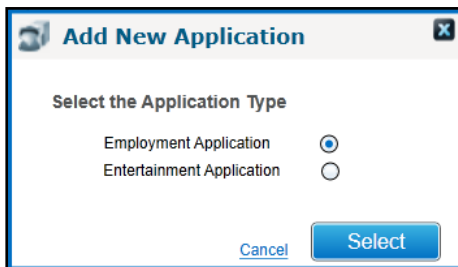 Add New Application
Select the Application Type
Employment Application
Entertainment Application
Cancel
Select